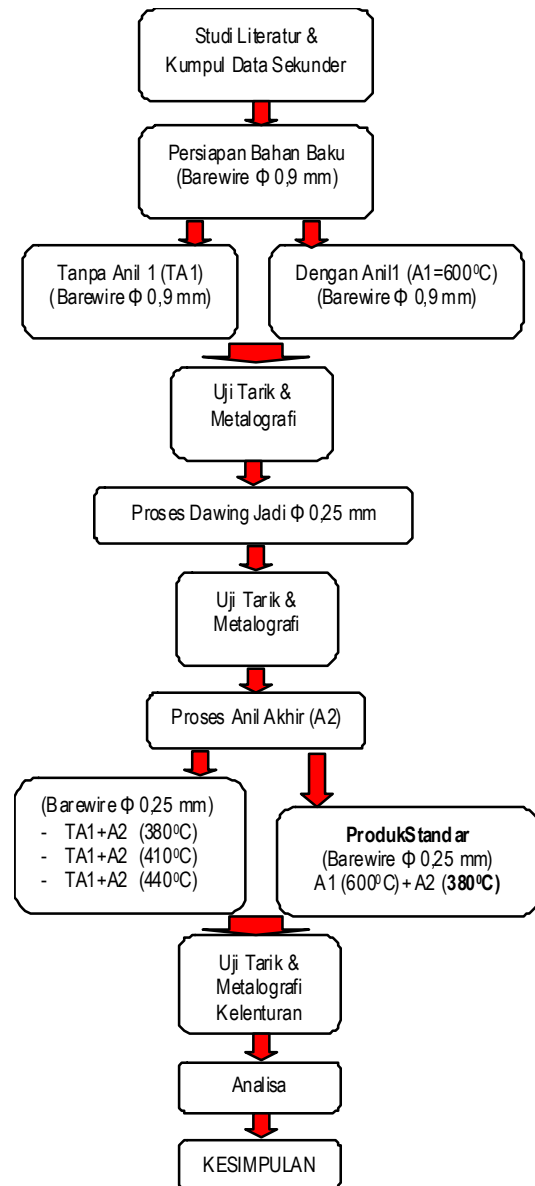 Studi Literatur &
Kumpul Data Sekunder
Persiapan Bahan Baku
(Barewire Φ 0,9 mm)
Tanpa Anil 1 (TA1)
(Barewire Φ 0,9 mm)
Dengan Anil1 (A1=600⁰C)
(Barewire Φ 0,9 mm)
Uji Tarik &
Metalografi
Proses Dawing Jadi Φ 0,25 mm
Uji Tarik &
Metalografi
Proses Anil Akhir (A2)
(Barewire Φ 0,25 mm)
- TA1+A2 (380⁰C)
- TA1+A2 (410⁰C)
- TA1+A2 (440⁰C)
ProdukStandar
(Barewire Φ 0,25 mm)
A1 (600⁰C)+ A2 (380⁰C)
Uji Tarik &
Metalografi
Kelenturan
Analisa
KESIMPULAN